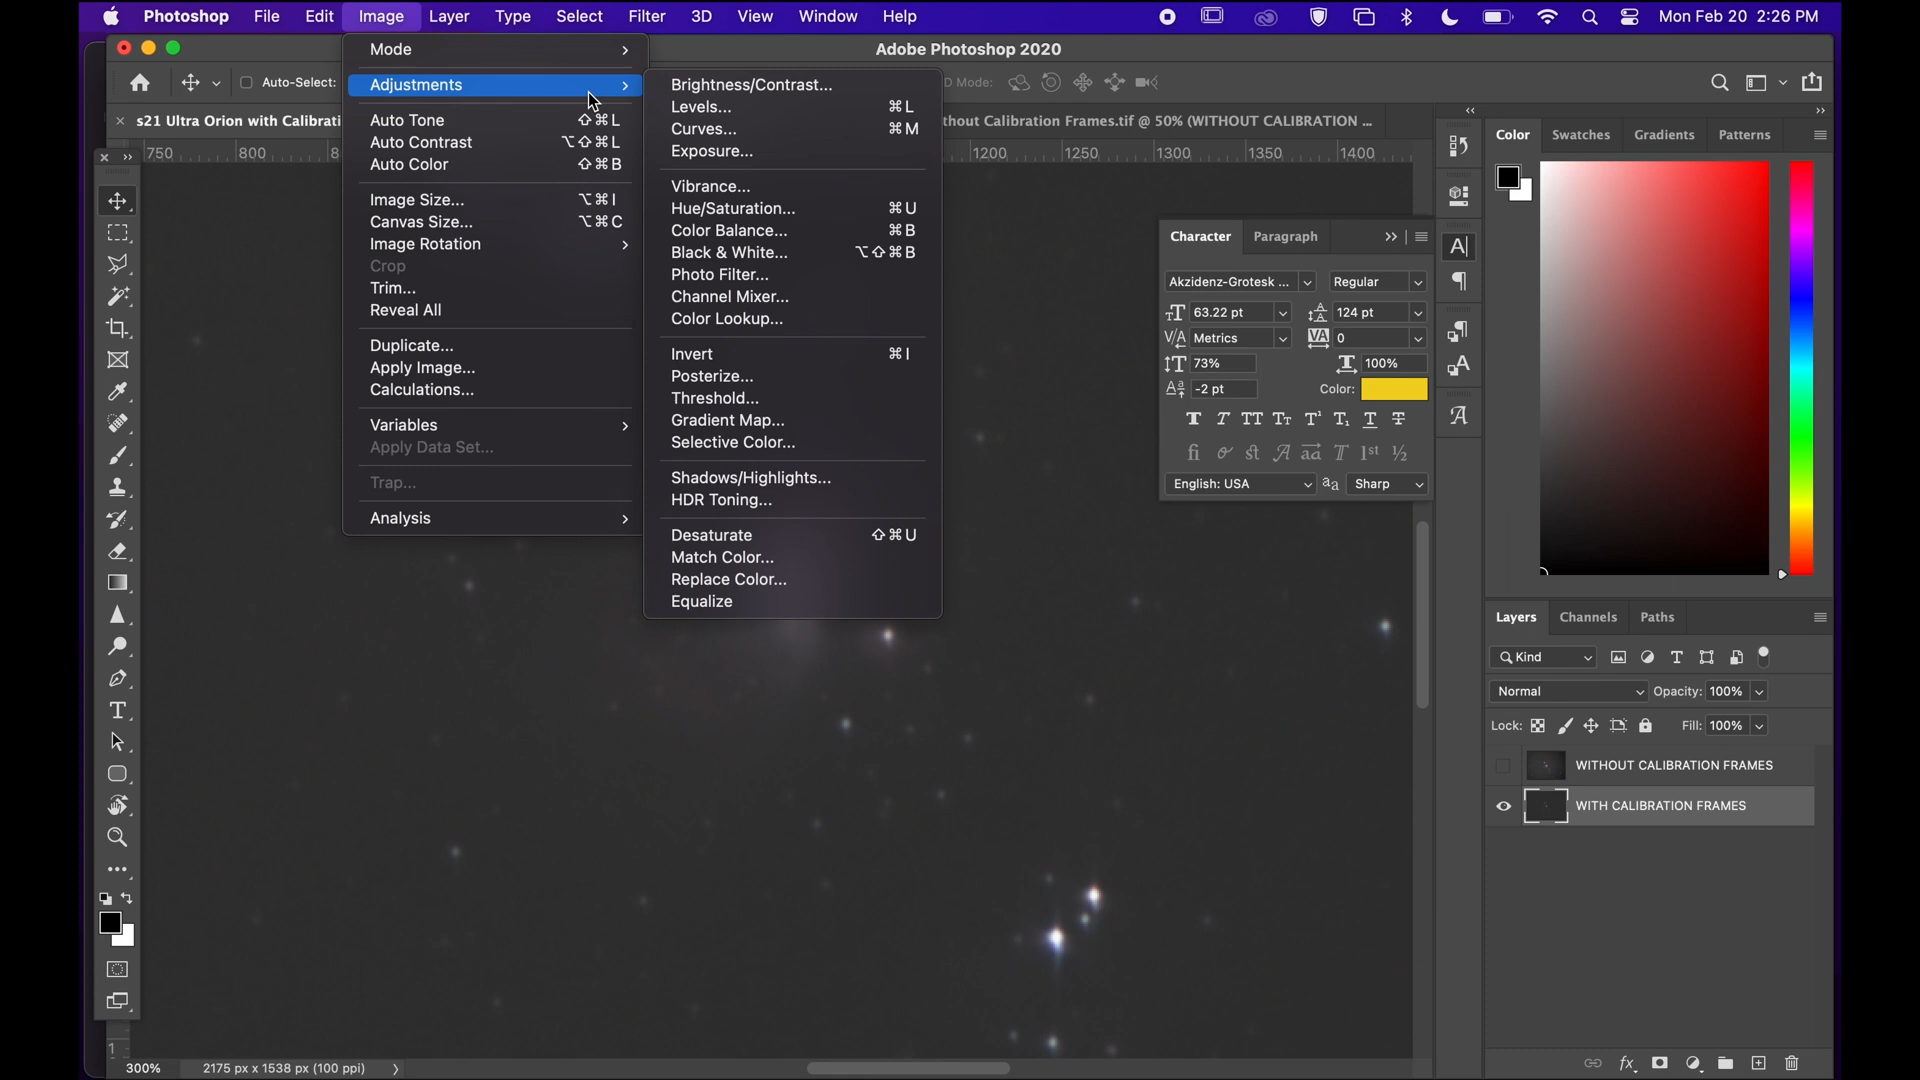 Photoshop File Edit Image Layer Type Select Filter 3D View Window Help Mon Feb 20 2:26 PM
Adobe Photoshop 2020
Auto-Select:
D Mode:
× s21 Ultra Orion with Calibrati
thout Calibration Frames.tif @ 50% (WITHOUT CALIBRATION ...
750 800 8 1200 1250 1300 1350 1400
Mode
Adjustments
Auto Tone ⇧⌘L
Auto Contrast ⌥⇧⌘L
Auto Color ⇧⌘B
Image Size... ⌥⌘I
Canvas Size... ⌥⌘C
Image Rotation
Crop
Trim...
Reveal All
Duplicate...
Apply Image...
Calculations...
Variables
Apply Data Set...
Trap...
Analysis
Brightness/Contrast...
Levels... ⌘L
Curves... ⌘M
Exposure...
Vibrance...
Hue/Saturation... ⌘U
Color Balance... ⌘B
Black & White... ⌥⇧⌘B
Photo Filter...
Channel Mixer...
Color Lookup...
Invert ⌘I
Posterize...
Threshold...
Gradient Map...
Selective Color...
Shadows/Highlights...
HDR Toning...
Desaturate ⇧⌘U
Match Color...
Replace Color...
Equalize
Character Paragraph
Akzidenz-Grotesk ... Regular
63.22 pt 124 pt
Metrics 0
73% 100%
-2 pt Color:
English: USA aa Sharp
Color Swatches Gradients Patterns
Layers Channels Paths
Kind
Normal Opacity: 100%
Lock: Fill: 100%
WITHOUT CALIBRATION FRAMES
WITH CALIBRATION FRAMES
1
300% 2175 px x 1538 px (100 ppi)